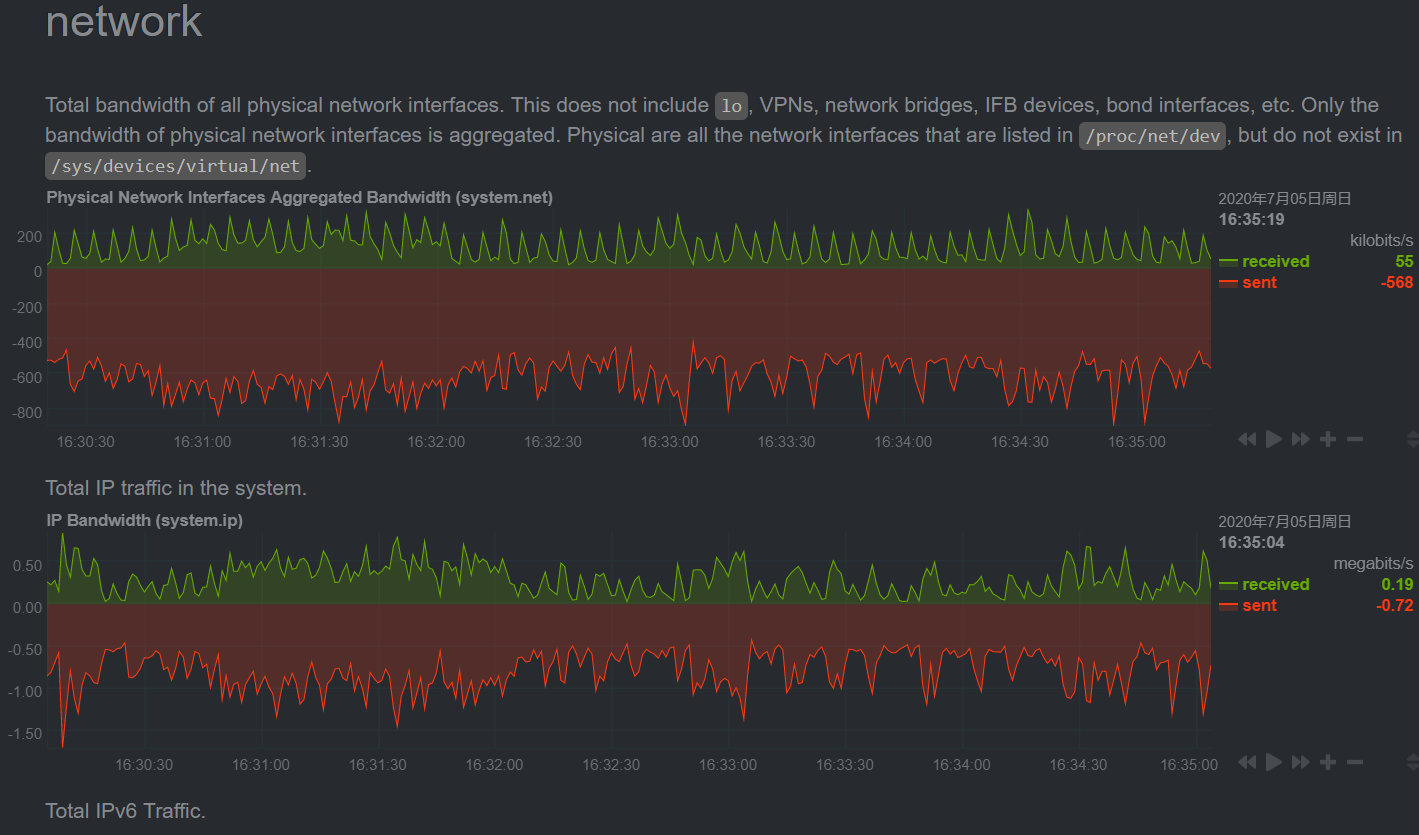 network
Total bandwidth of all physical network interfaces. This does not include lo, VPNs, network bridges, IFB devices, bond interfaces, etc. Only the
bandwidth of physical network interfaces is aggregated. Physical are all the network interfaces that are listed in /proc/net/dev, but do not exist in
/sys/devices/virtual/net.
Physical Network Interfaces Aggregated Bandwidth (system.net)
2020年7月05日周日
16:35:19
kilobits/s
received 55
sent -568
200
0
-200
-400
-600
-800
16:30:30 16:31:00 16:31:30 16:32:00 16:32:30 16:33:00 16:33:30 16:34:00 16:34:30 16:35:00
Total IP traffic in the system.
IP Bandwidth (system.ip)
2020年7月05日周日
16:35:04
megabits/s
received 0.19
sent -0.72
0.50
0.00
-0.50
-1.00
-1.50
16:30:30 16:31:00 16:31:30 16:32:00 16:32:30 16:33:00 16:33:30 16:34:00 16:34:30 16:35:00
Total IPv6 Traffic.